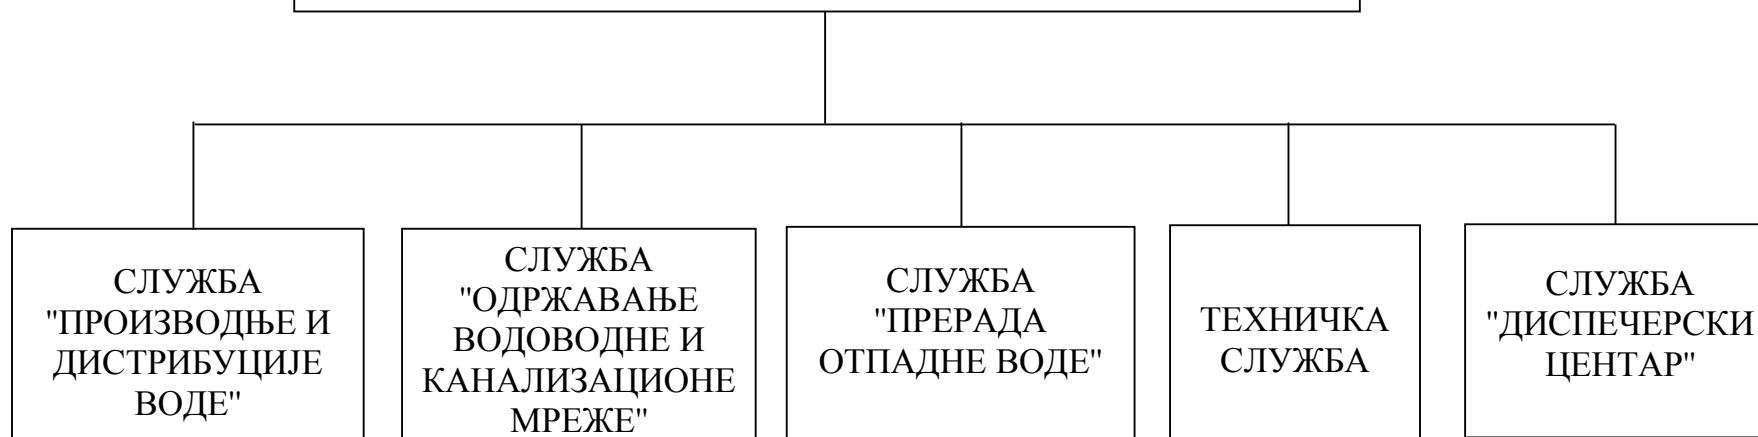 СЛУЖБА
"ПРОИЗВОДЊЕ И
ДИСТРИБУЦИЈЕ
ВОДЕ"
СЛУЖБА
"ОДРЖАВАЊЕ
ВОДОВОДНЕ И
КАНАЛИЗАЦИОНЕ
МРЕЖЕ"
СЛУЖБА
"ПРЕРАДА
ОТПАДНЕ ВОДЕ"
ТЕХНИЧКА
СЛУЖБА
СЛУЖБА
"ДИСПЕЧЕРСКИ
ЦЕНТАР"